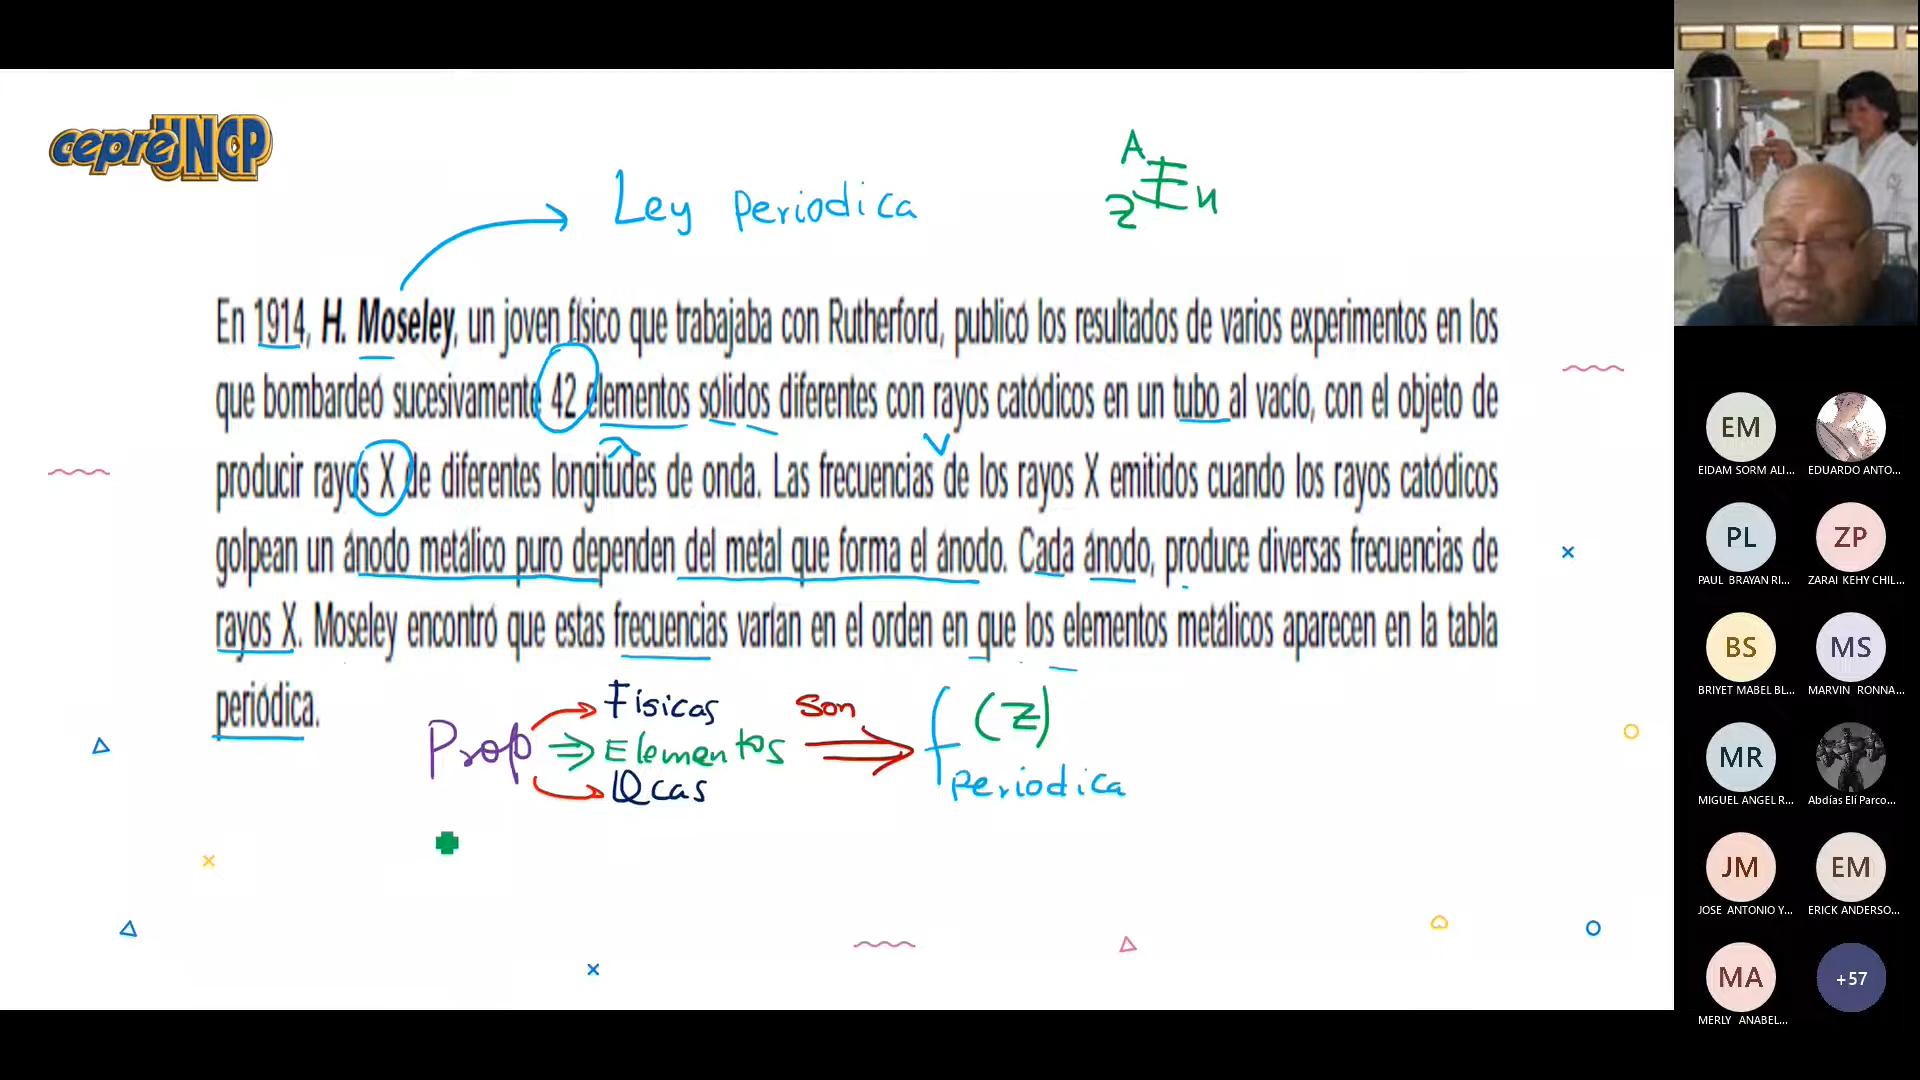 cepreUNCP
Ley periodica
A
Z E n
En 1914, H. Moseley, un joven físico que trabajaba con Rutherford, publicó los resultados de varios experimentos en los
que bombardeó sucesivamente 42 elementos sólidos diferentes con rayos catódicos en un tubo al vacío, con el objeto de
producir rayos X de diferentes longitudes de onda. Las frecuencias de los rayos X emitidos cuando los rayos catódicos
golpean un ánodo metálico puro dependen del metal que forma el ánodo. Cada ánodo, produce diversas frecuencias de
rayos X. Moseley encontró que estas frecuencias varían en el orden en que los elementos metálicos aparecen en la tabla
periódica.
Físicas
Prop Elementos son f (Z)
Qcas periodica
EM
EIDAM SORM ALI...
EDUARDO ANTO...
PL
PAUL BRAYAN RI...
ZP
ZARAI KEHY CHIL...
BS
BRIYET MABEL BL...
MS
MARVIN RONNA...
MR
MIGUEL ANGEL R...
Abdías Elí Parco...
JM
JOSE ANTONIO Y...
EM
ERICK ANDERSO...
MA
MERLY ANABEL...
+57